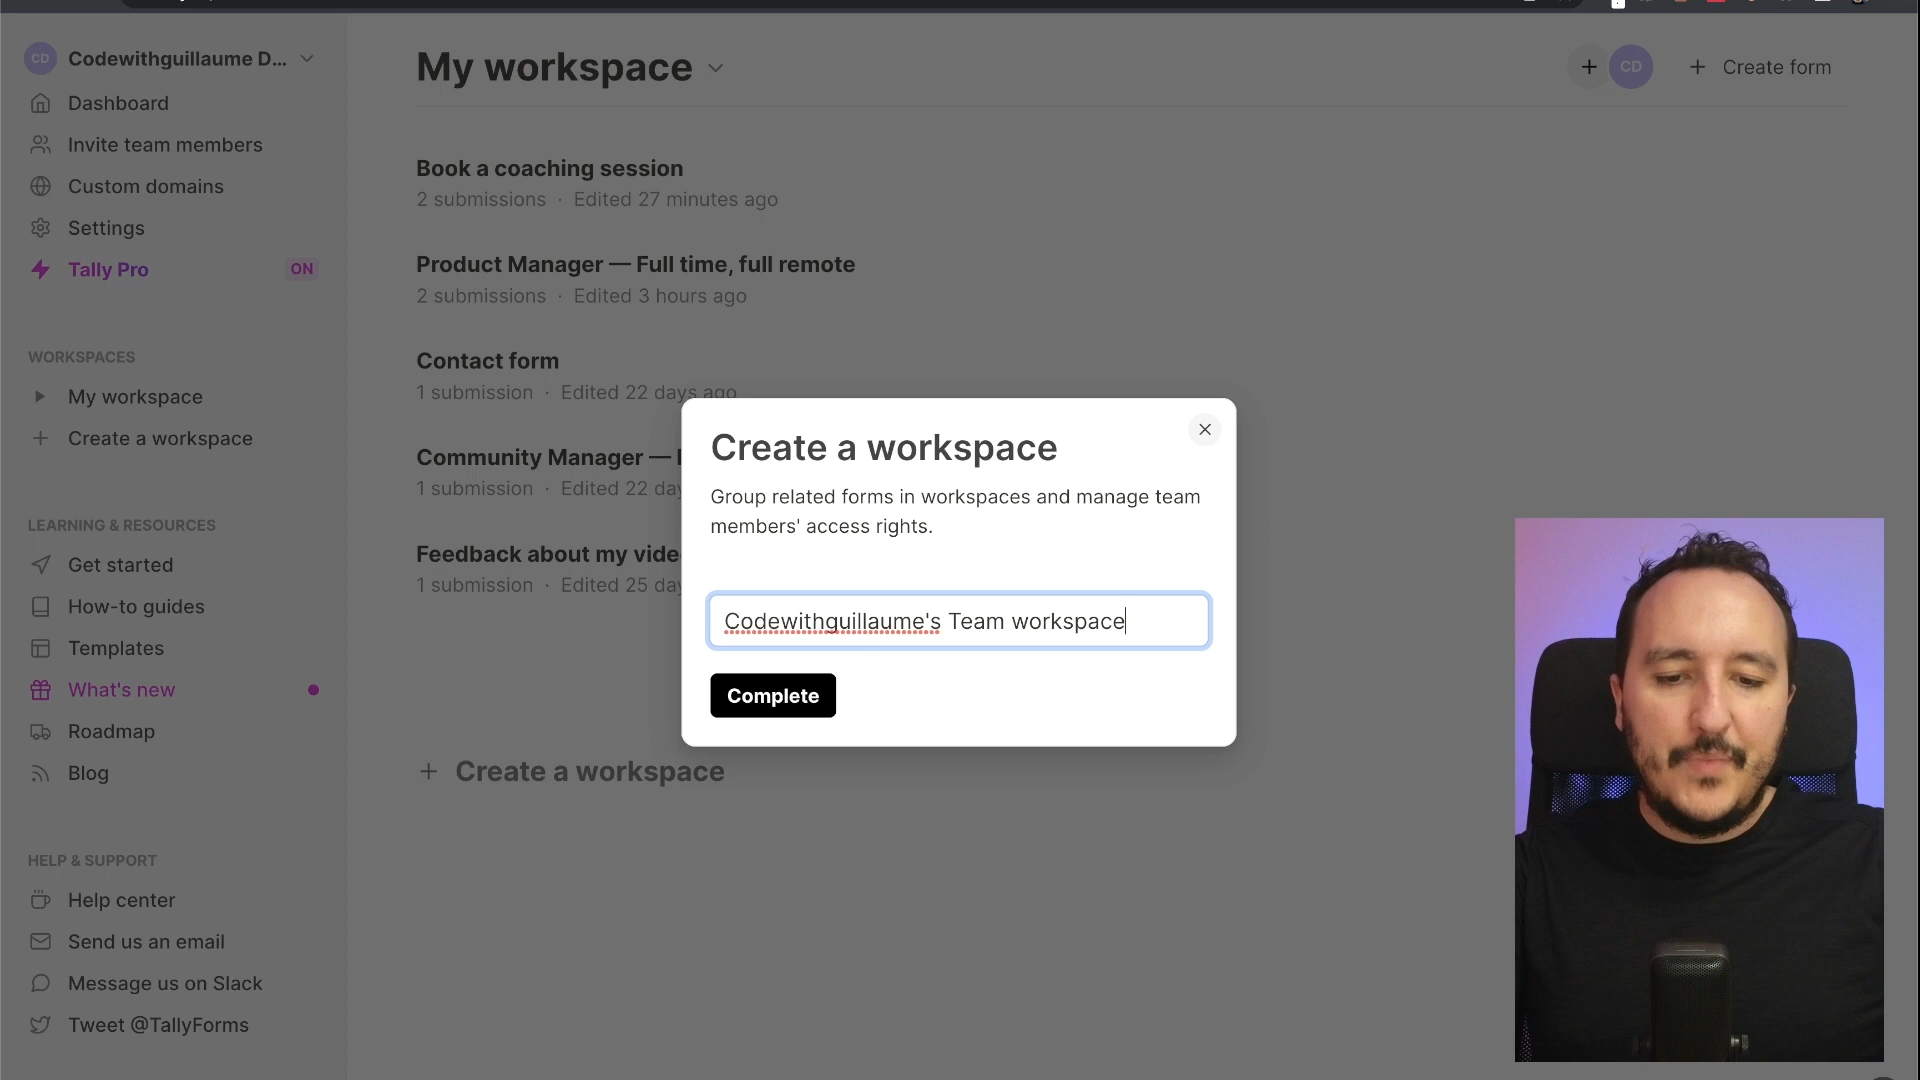 CD Codewithguillaume D...
Dashboard
Invite team members
Custom domains
Settings
Tally Pro ON
WORKSPACES
My workspace
Create a workspace
LEARNING & RESOURCES
Get started
How-to guides
Templates
What's new
Roadmap
Blog
HELP & SUPPORT
Help center
Send us an email
Message us on Slack
Tweet @TallyForms
My workspace
+ CD + Create form
Book a coaching session
2 submissions · Edited 27 minutes ago
Product Manager — Full time, full remote
2 submissions · Edited 3 hours ago
Contact form
1 submission · Edited 22 days ago
Community Manager —
1 submission · Edited 22 day
Feedback about my vide
1 submission · Edited 25 day
+ Create a workspace
Create a workspace
Group related forms in workspaces and manage team
members' access rights.
Codewithguillaume's Team workspace
Complete